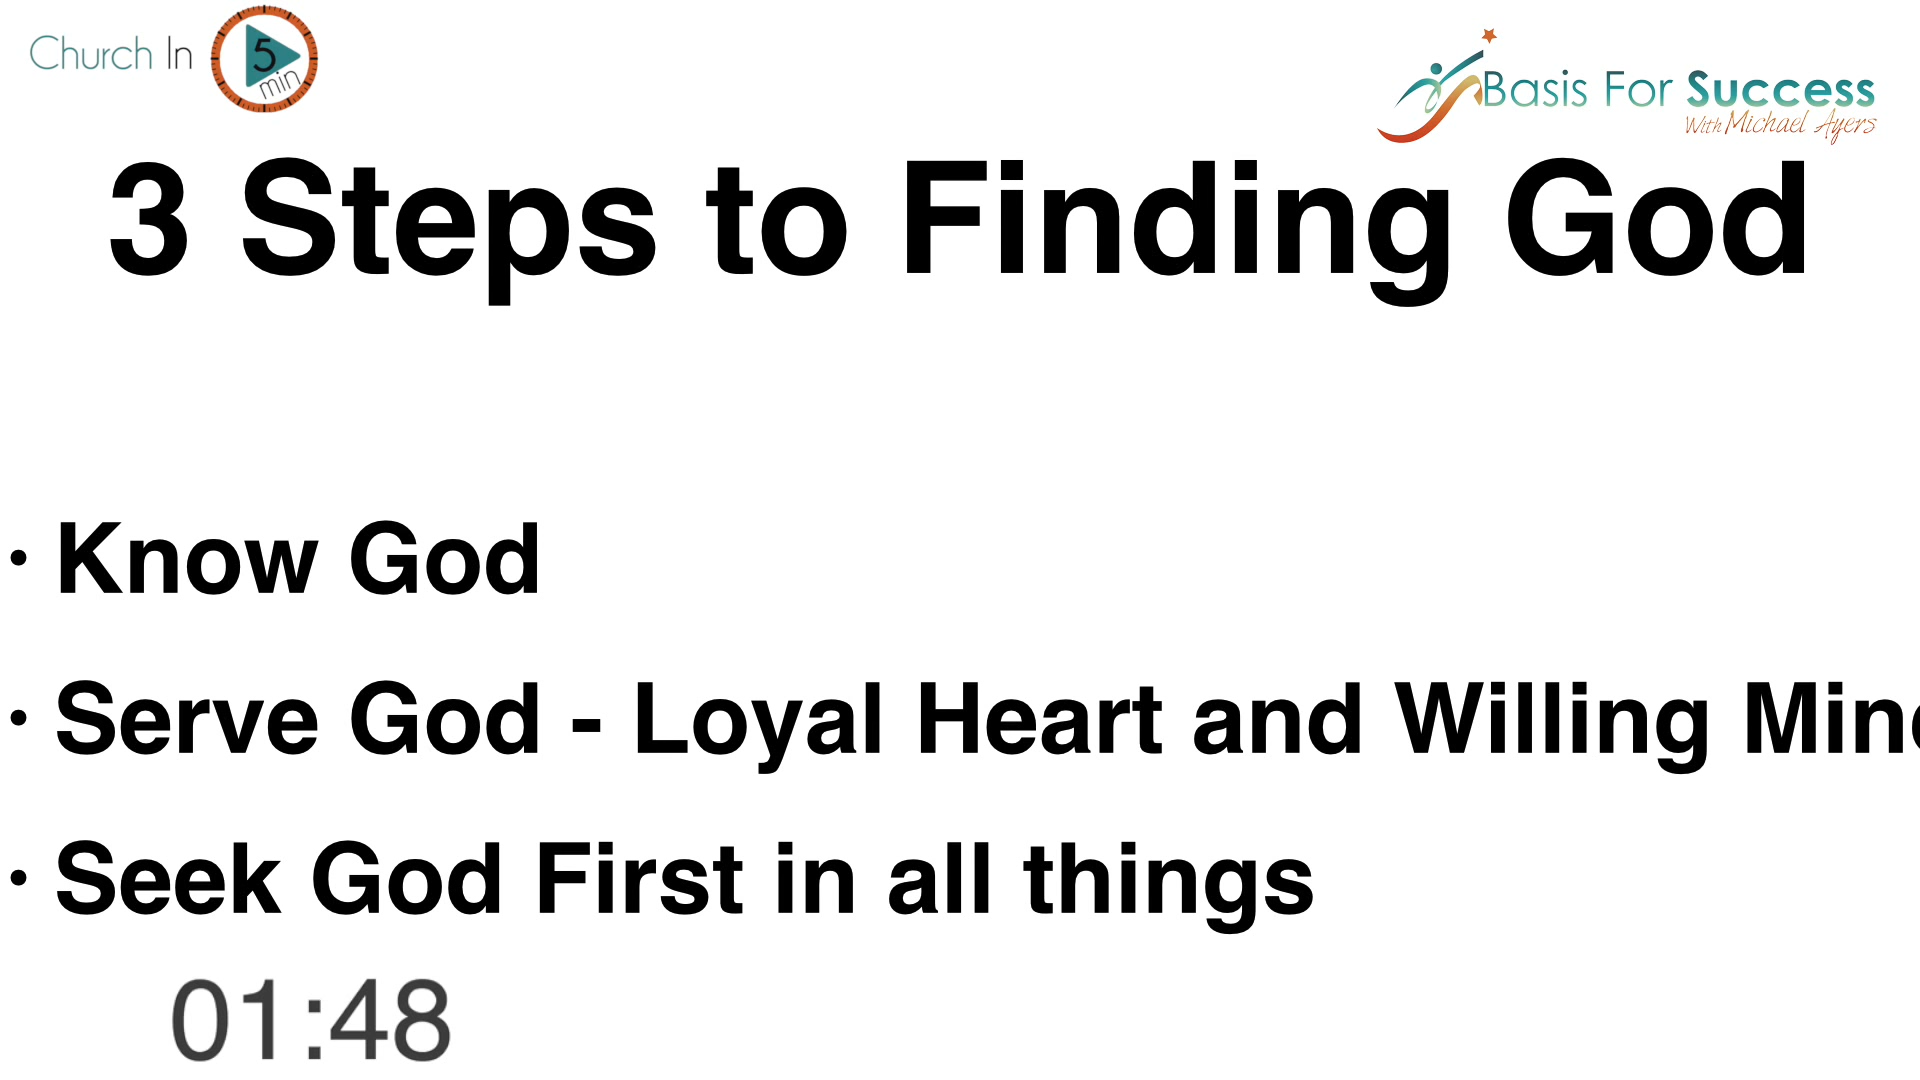 Church In 5 min
Basis For Success
With Michael Ayers
3 Steps to Finding God
· Know God
· Serve God - Loyal Heart and Willing Min
· Seek God First in all things
01:48